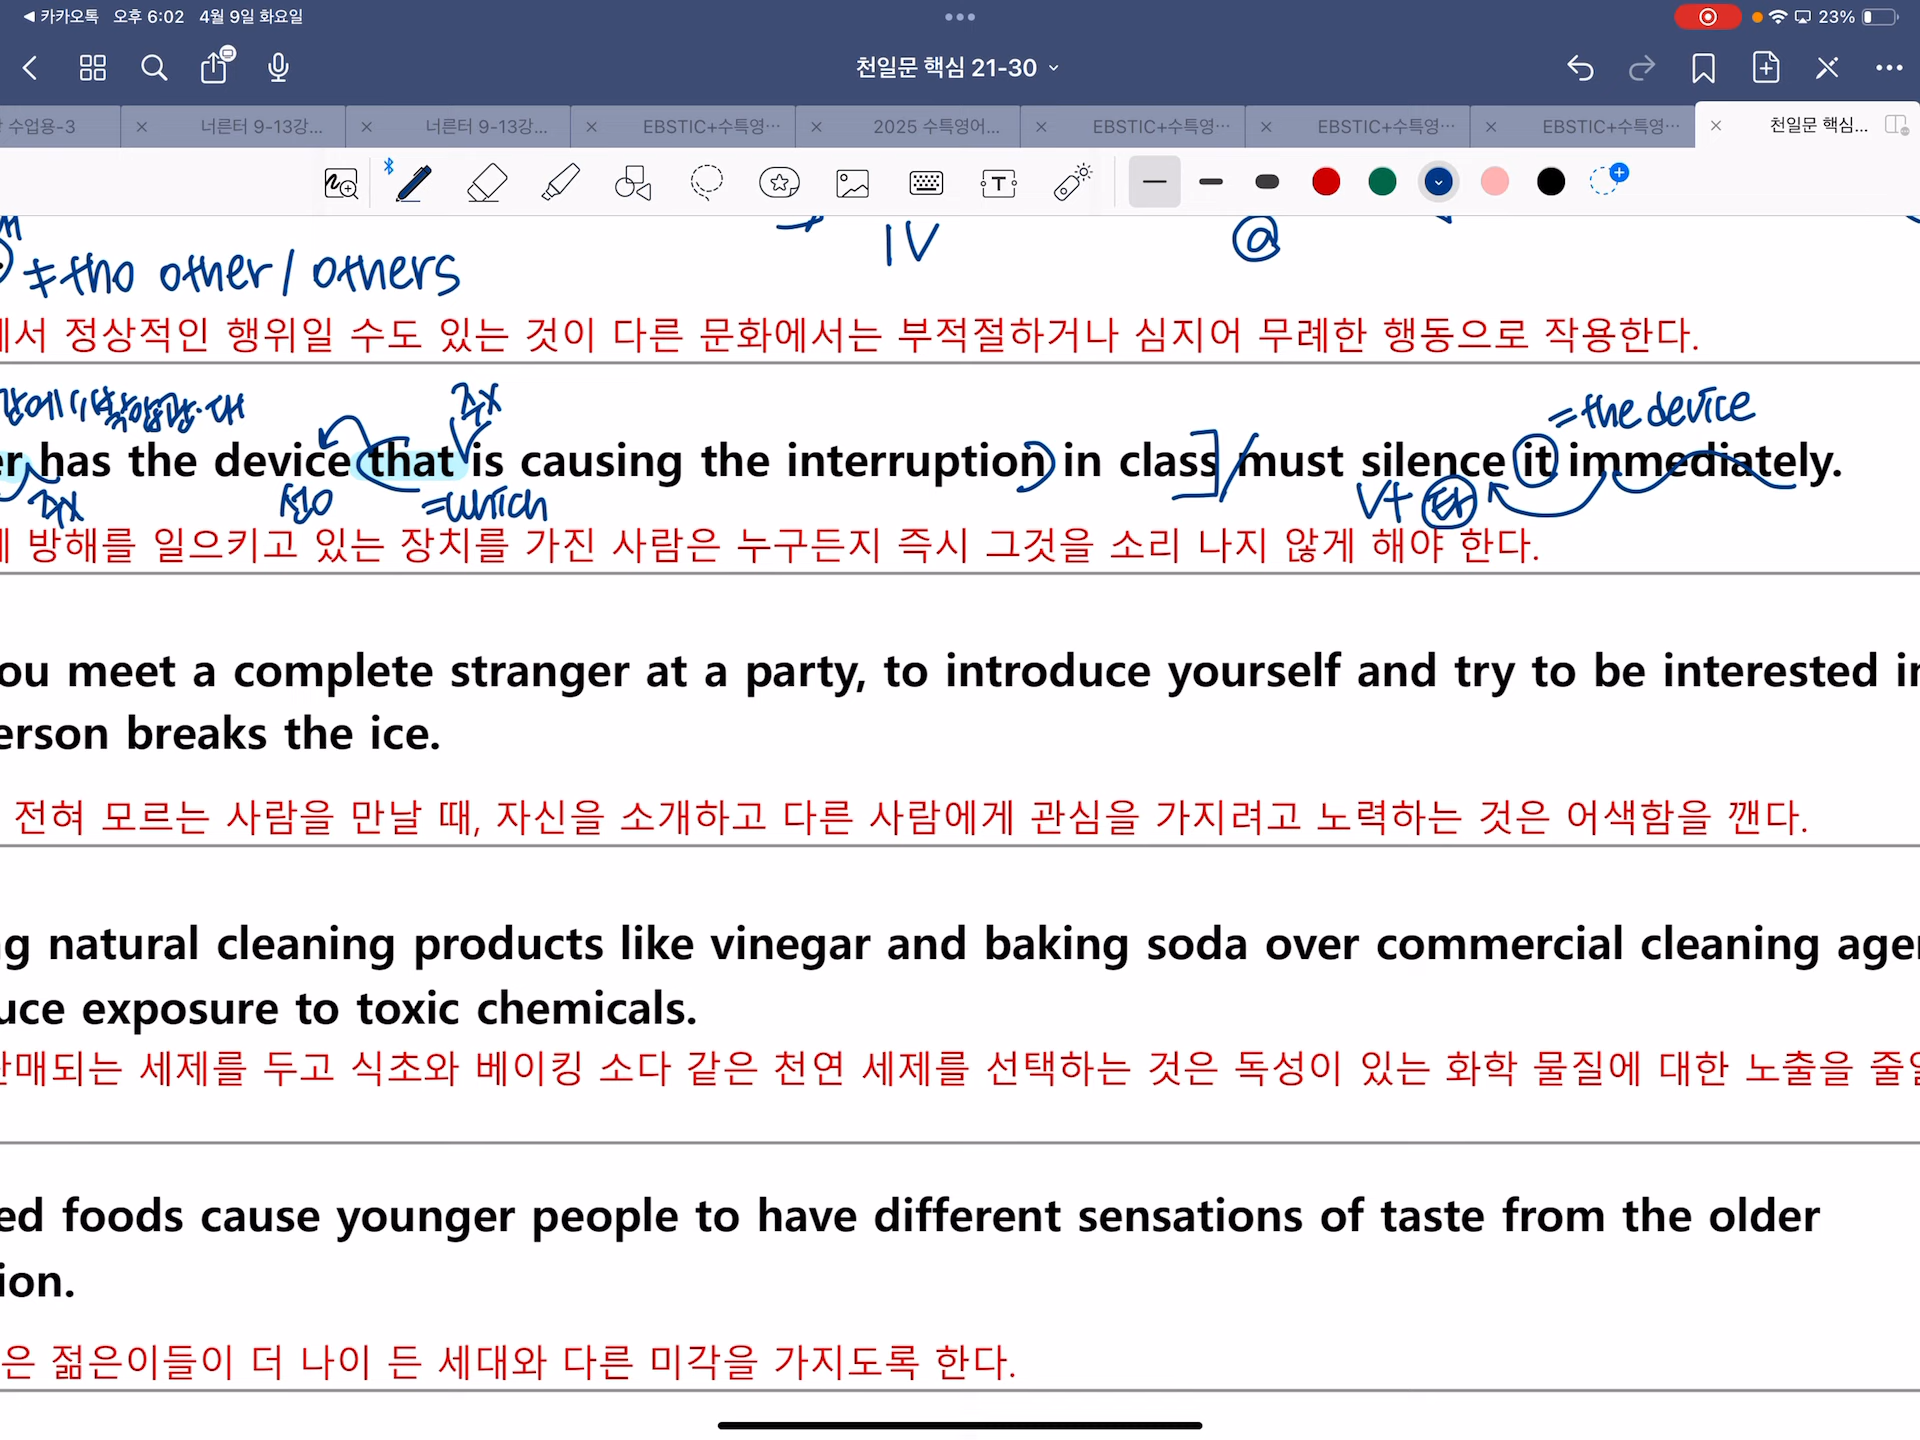 카카오톡 오후 6:02 4월 9일 화요일
23%
천일문 핵심 21-30
수업용-3
너른터 9-13강...
너른터 9-13강...
EBSTIC+수특영...
2025 수특영어...
EBSTIC+수특영...
EBSTIC+수특영...
EBSTIC+수특영...
천일문 핵심...
IV
@
≠ tho other / others
에서 정상적인 행위일 수도 있는 것이 다른 문화에서는 부적절하거나 심지어 무례한 행동으로 작용한다.
주X
= the device
er has the device that is causing the interruption) in class] / must silence it immediately.
주X
선O
=which
V+
방해를 일으키고 있는 장치를 가진 사람은 누구든지 즉시 그것을 소리 나지 않게 해야 한다.
ou meet a complete stranger at a party, to introduce yourself and try to be interested in
erson breaks the ice.
전혀 모르는 사람을 만날 때, 자신을 소개하고 다른 사람에게 관심을 가지려고 노력하는 것은 어색함을 깬다.
ng natural cleaning products like vinegar and baking soda over commercial cleaning agen
uce exposure to toxic chemicals.
판매되는 세제를 두고 식초와 베이킹 소다 같은 천연 세제를 선택하는 것은 독성이 있는 화학 물질에 대한 노출을 줄일
ed foods cause younger people to have different sensations of taste from the older
ion.
은 젊은이들이 더 나이 든 세대와 다른 미각을 가지도록 한다.